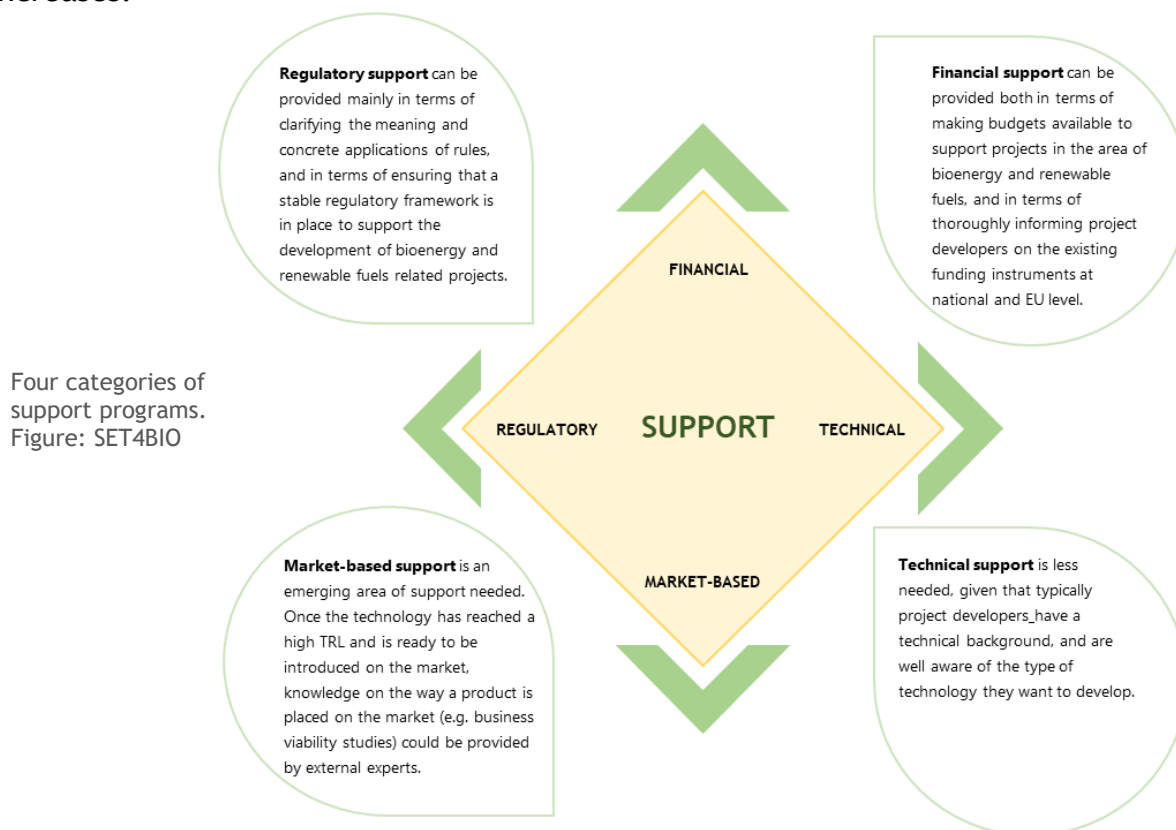 Regulatory support can be
provided mainly in terms of
clarifying the meaning and
concrete applications of rules,
and in terms of ensuring that a
stable regulatory framework is
in place to support the
development of bioenergy and
renewable fuels related projects.
Financial support can be
provided both in terms of
making budgets available to
support projects in the area of
bioenergy and renewable
fuels, and in terms of
thoroughly informing project
developers on the existing
funding instruments at
national and EU level.
FINANCIAL
Four categories of
support programs.
Figure: SET4BIO
REGULATORY
SUPPORT
TECHNICAL
MARKET-BASED
Market-based support is an
emerging area of support needed.
Once the technology has reached a
high TRL and is ready to be
introduced on the market,
knowledge on the way a product is
placed on the market (e.g. business
viability studies) could be provided
by external experts.
Technical support is less
needed, given that typically
project developers_have a
technical background, and are
well aware of the type of
technology they want to develop.